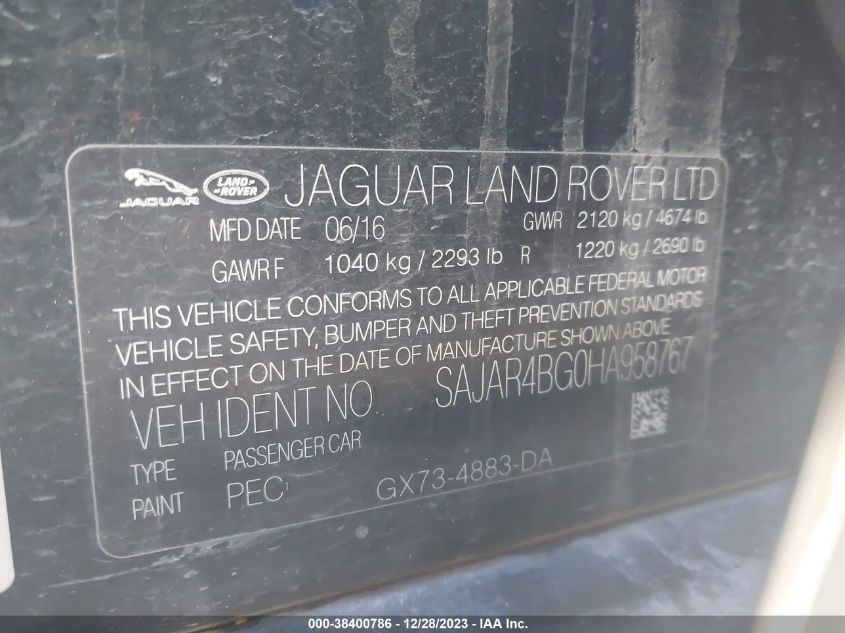 JAGUAR LAND ROVER JAGUAR LAND ROVER LTD
MFD DATE 06/16 GVWR 2120 kg / 4674 lb
GAWR F 1040 kg / 2293 lb R 1220 kg / 2690 lb
THIS VEHICLE CONFORMS TO ALL APPLICABLE FEDERAL MOTOR
VEHICLE SAFETY, BUMPER AND THEFT PREVENTION STANDARDS
IN EFFECT ON THE DATE OF MANUFACTURE SHOWN ABOVE
VEH IDENT NO SAJAR4BG0HA958767
TYPE PASSENGER CAR
PAINT PEC GX73-4883-DA
000-38400786 - 12/28/2023 - IAA Inc.